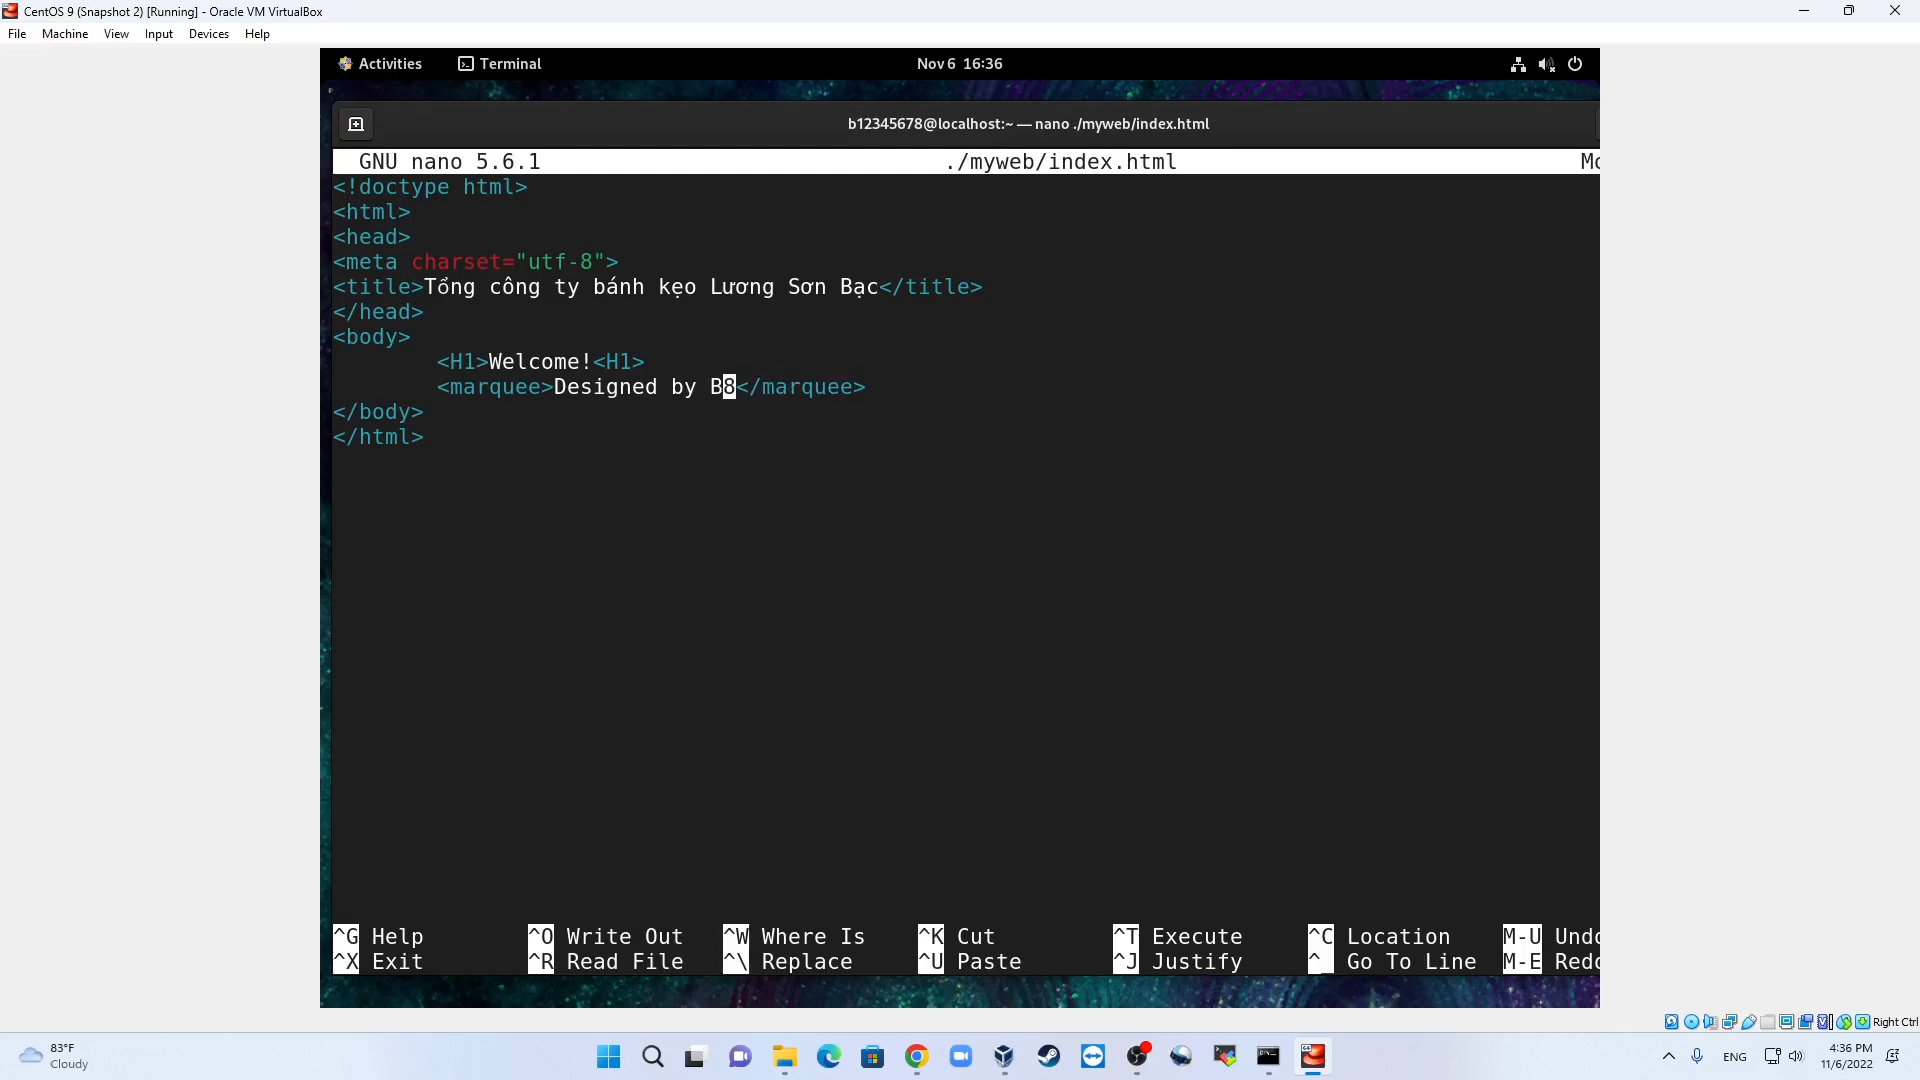 CentOS 9 (Snapshot 2) [Running] - Oracle VM VirtualBox
File Machine View Input Devices Help
Activities Terminal Nov 6 16:36
b12345678@localhost:~ — nano ./myweb/index.html
GNU nano 5.6.1 ./myweb/index.html Mo
<!doctype html>
<html>
<head>
<meta charset="utf-8">
<title>Tổng công ty bánh kẹo Lương Sơn Bạc</title>
</head>
<body>
<H1>Welcome!<H1>
<marquee>Designed by B8</marquee>
</body>
</html>
^G Help ^O Write Out ^W Where Is ^K Cut ^T Execute ^C Location M-U Undo
^X Exit ^R Read File ^\ Replace ^U Paste ^J Justify ^_ Go To Line M-E Redo
Right Ctrl
83°F
Cloudy
ENG
4:36 PM
11/6/2022